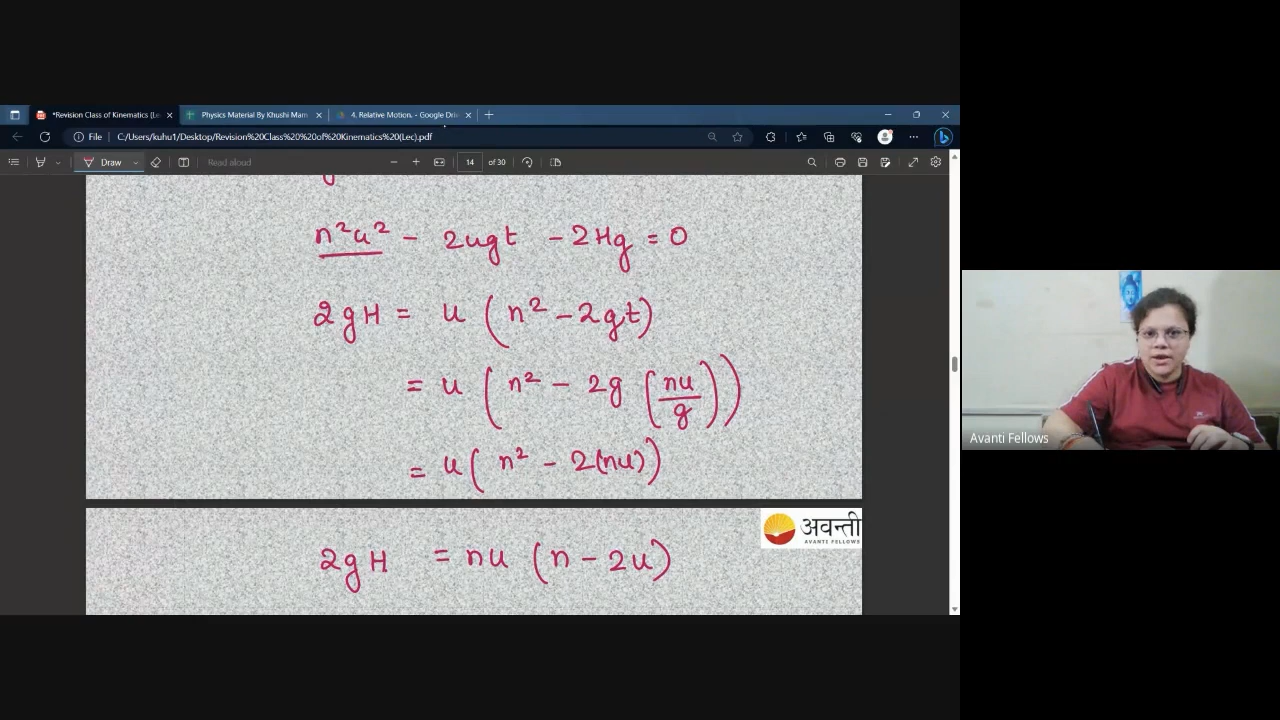 *Revision Class of Kinematics (Le
Physics Material By Khushi Mam
4. Relative Motion. - Google Dri
File
C:/Users/kuhu1/Desktop/Revision%20Class%20%20of%20Kinematics%20(Lec).pdf
Draw
Read aloud
14 of 30
n²u² - 2ugt - 2Hg = 0
2gH = u (n² - 2gt)
= u (n² - 2g (nu/g))
= u (n² - 2(nu))
अवन्ती
AVANTI FELLOWS
2gH = nu (n - 2u)
Avanti Fellows